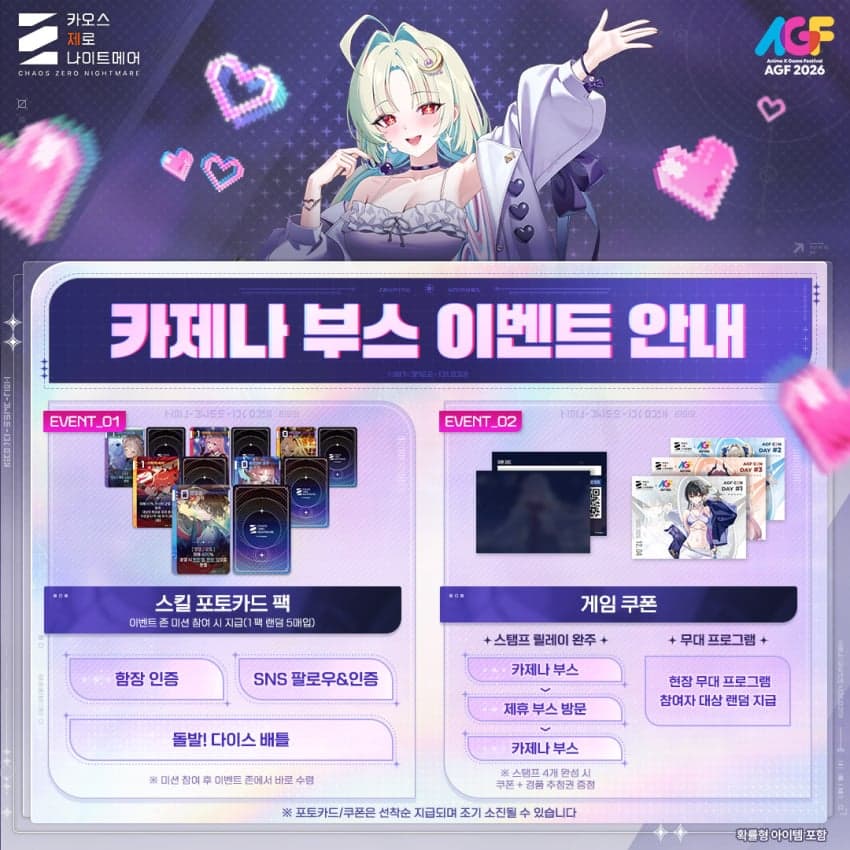 카오스
제로
나이트메어
CHAOS ZERO NIGHTMARE
AGF
Anime X Game Festival
AGF 2026
카제나 부스 이벤트 안내
EVENT_01
스킬 포토카드 팩
이벤트 존 미션 참여 시 지급(1 팩 랜덤 5매입)
함장 인증
SNS 팔로우&인증
돌발! 다이스 배틀
※ 미션 참여 후 이벤트 존에서 바로 수령
EVENT_02
DAY #2
DAY #3
DAY #1
게임 쿠폰
스탬프 릴레이 완주
카제나 부스
제휴 부스 방문
카제나 부스
※ 스탬프 4개 완성 시
쿠폰 + 경품 추첨권 증정
무대 프로그램
현장 무대 프로그램
참여자 대상 랜덤 지급
※ 포토카드/쿠폰은 선착순 지급되며 조기 소진될 수 있습니다
확률형 아이템 포함